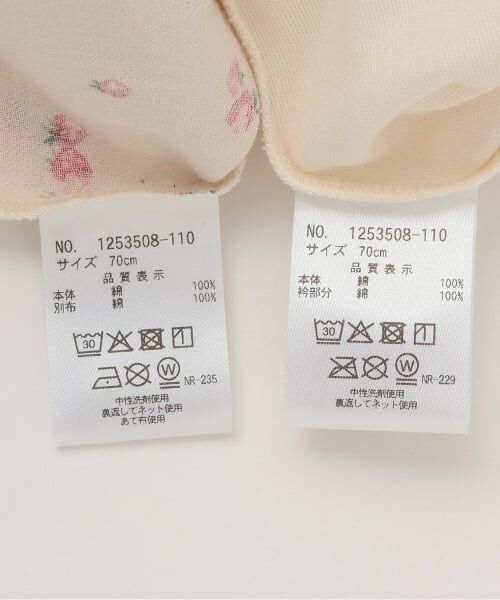 NO. 1253508-110
サイズ 70cm
品質表示
本体 綿 100%
別布 綿 100%
30
NR-235
中性洗剤使用
裏返してネット使用
あて布使用
NO. 1253508-110
サイズ 70cm
品質表示
本体 綿 100%
衿部分 綿 100%
30
NR-229
中性洗剤使用
裏返してネット使用